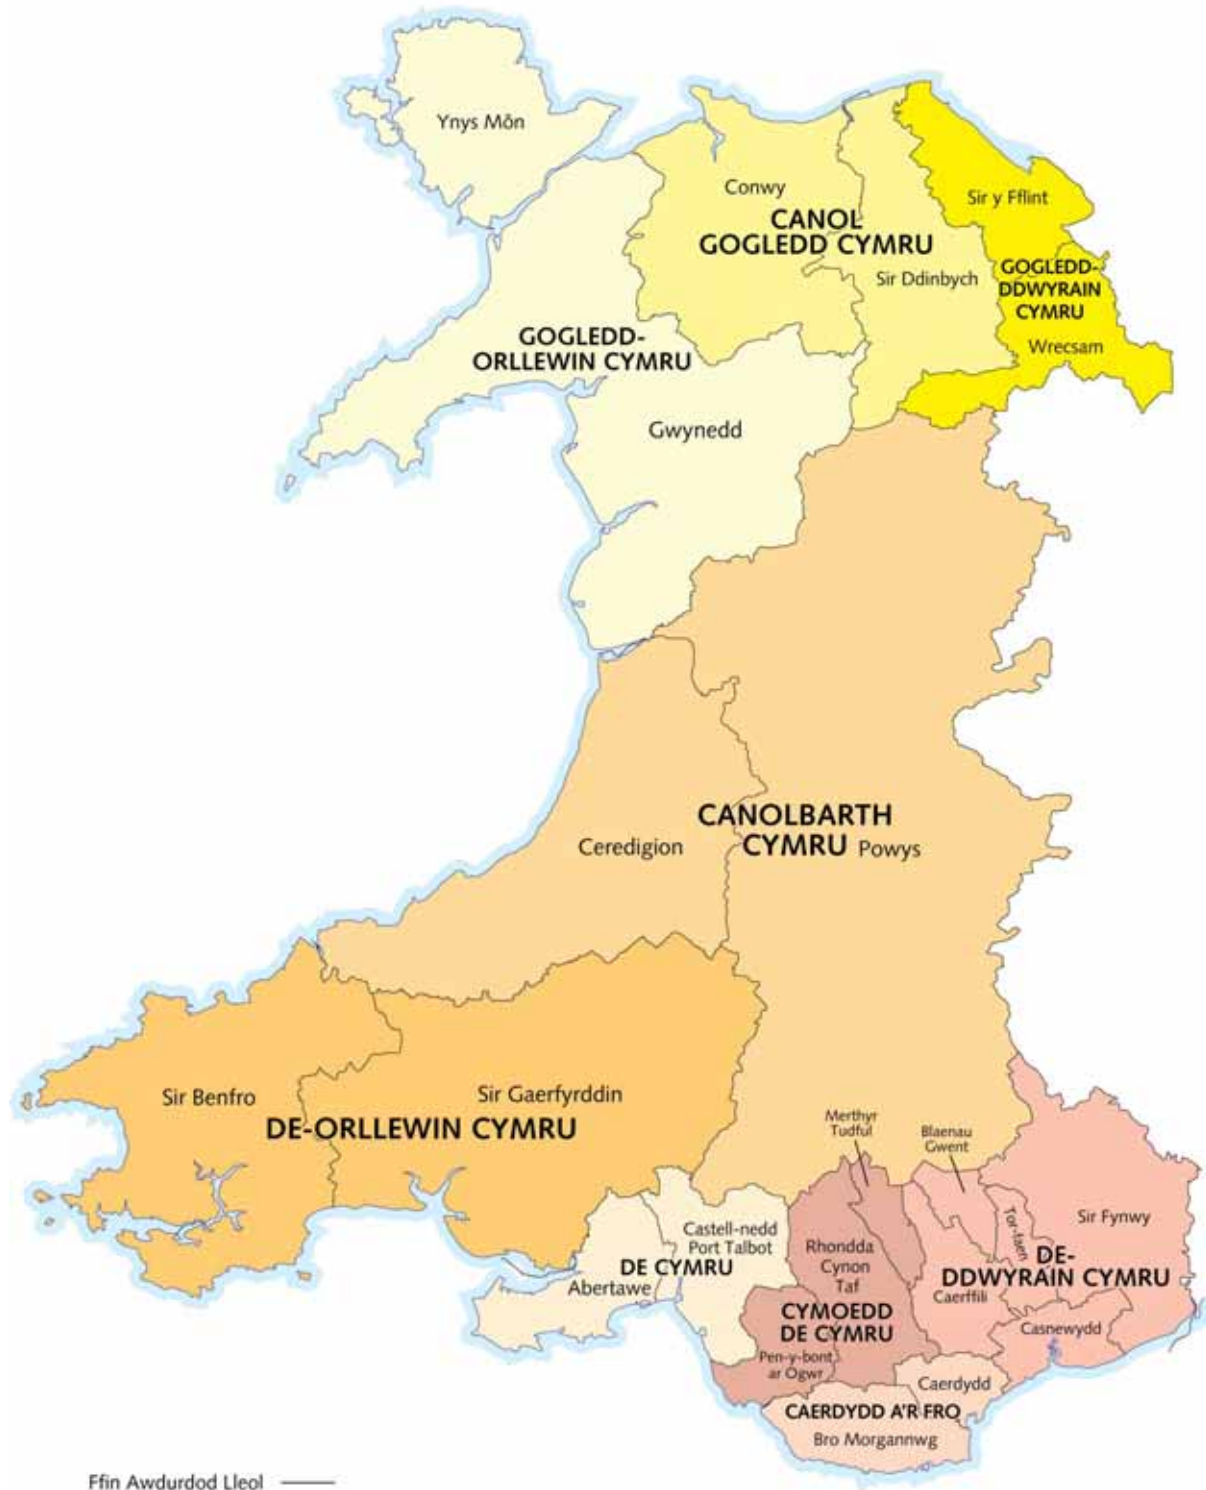 Ynys Môn
Conwy
CANOL
GOGLEDD CYMRU
Sir y Fflint
Sir Ddinbych
GOGLEDD-
DDWYRAIN
CYMRU
Wrecsam
GOGLEDD-
ORLLEWIN CYMRU
Gwynedd
CANOLBARTH
CYMRU
Powys
Ceredigion
Sir Benfro
Sir Gaerfyrddin
DE-ORLLEWIN CYMRU
Merthyr
Tudful
Blaenau
Gwent
Castell-nedd
Port Talbot
DE CYMRU
Abertawe
Rhondda
Cynon
Taf
CYMOEDD
DE CYMRU
Pen-y-bont
ar Ogwr
Tor-faen
Sir Fynwy
DE-
DDWYRAIN CYMRU
Caerffili
Casnewydd
Caerdydd
CAERDYDD A'R FRO
Bro Morgannwg
Ffin Awdurdod Lleol